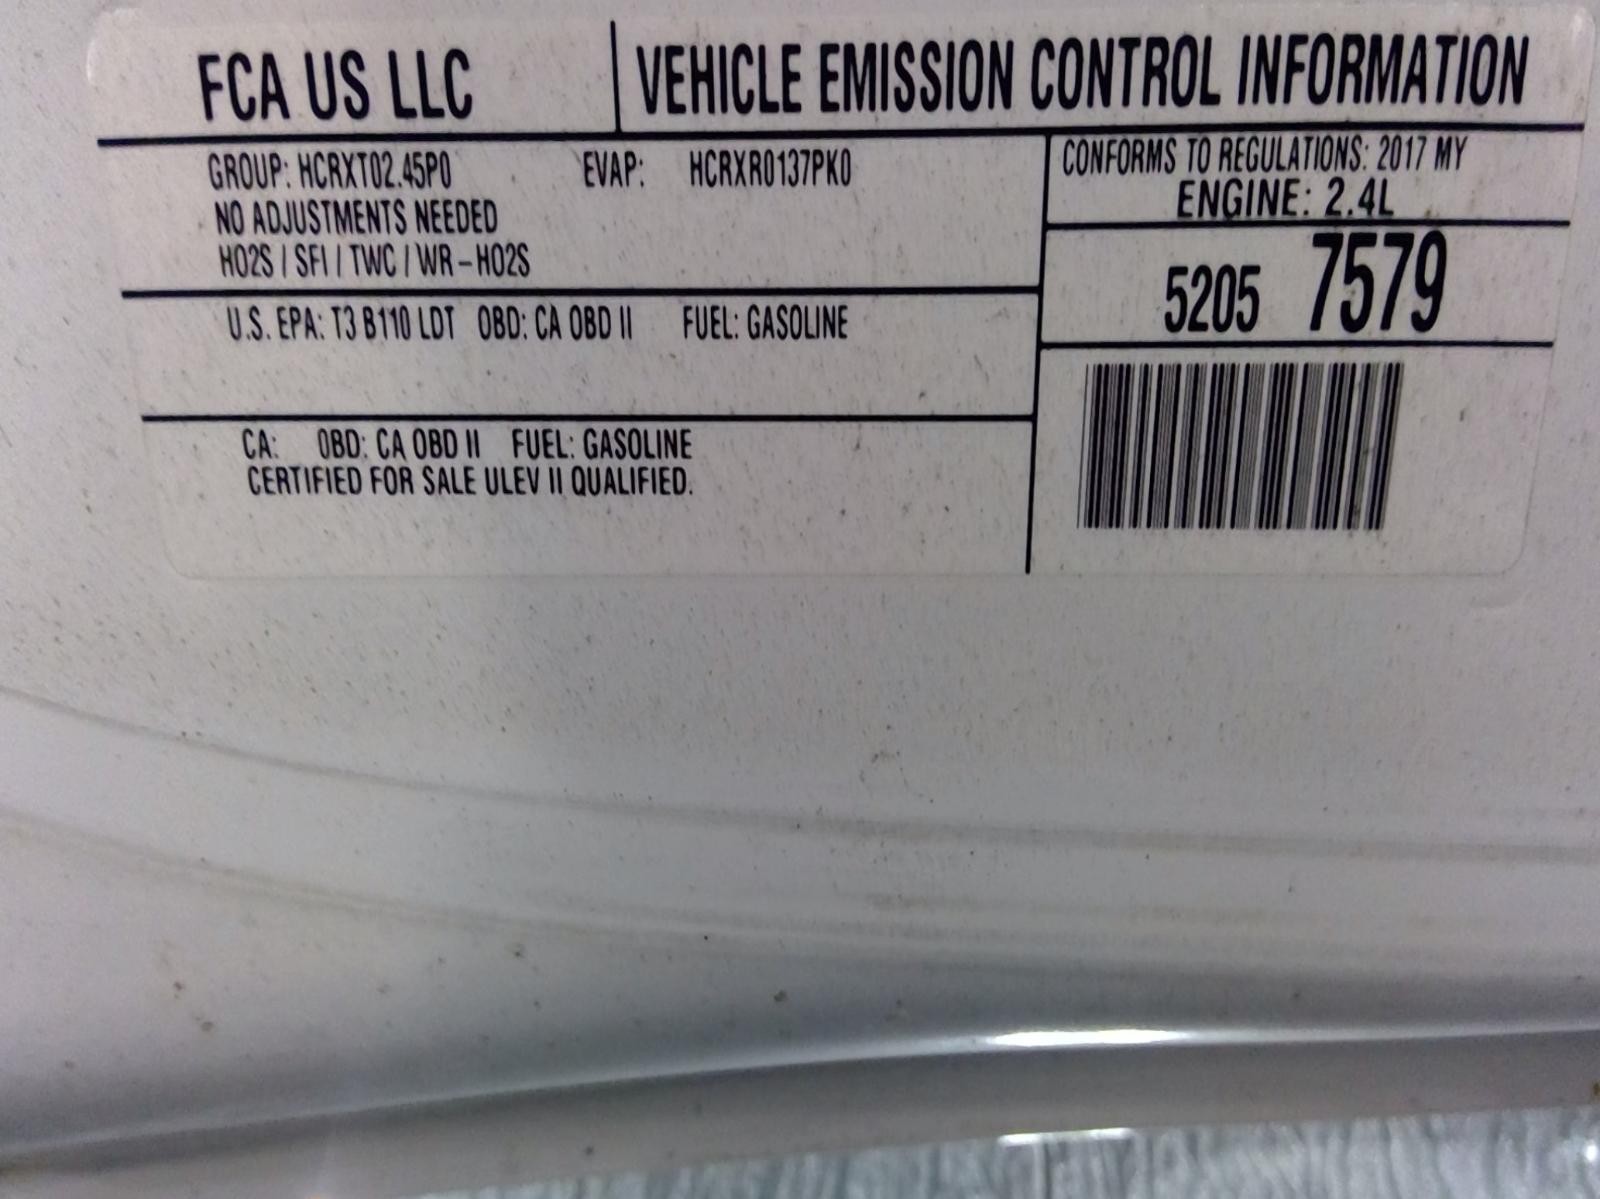 FCA US LLC
VEHICLE EMISSION CONTROL INFORMATION
GROUP: HCRXT02.45P0 EVAP: HCRXR0137PK0
NO ADJUSTMENTS NEEDED
HO2S / SFI / TWC / WR-HO2S
U.S. EPA: T3 B110 LDT OBD: CA OBD II FUEL: GASOLINE
CA: OBD: CA OBD II FUEL: GASOLINE
CERTIFIED FOR SALE ULEV II QUALIFIED.
CONFORMS TO REGULATIONS: 2017 MY
ENGINE: 2.4L
5205 7579